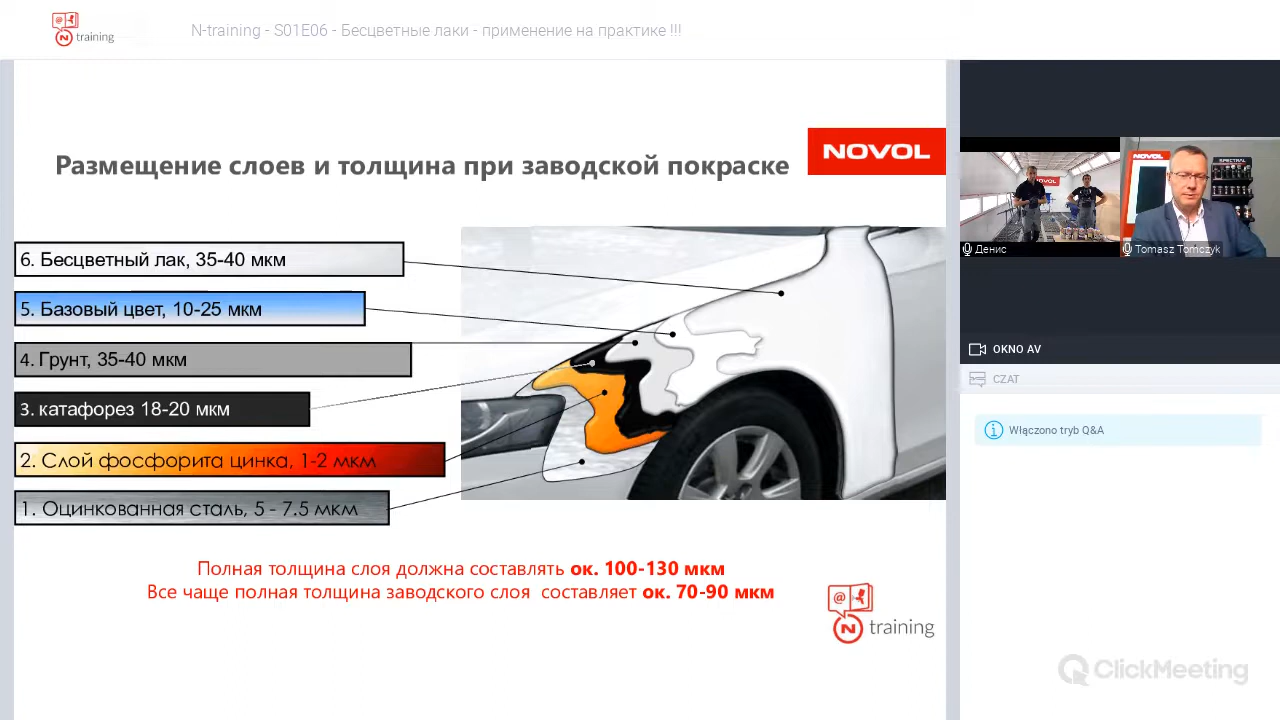 N-training - S01E06 - Бесцветные лаки - применение на практике !!!
@
N training
NOVOL
Размещение слоев и толщина при заводской покраске
6. Бесцветный лак, 35-40 мкм
5. Базовый цвет, 10-25 мкм
4. Грунт, 35-40 мкм
3. катафорез 18-20 мкм
2. Слой фосфорита цинка, 1-2 мкм
1. Оцинкованная сталь, 5 - 7.5 мкм
Полная толщина слоя должна составлять ок. 100-130 мкм
Все чаще полная толщина заводского слоя составляет ок. 70-90 мкм
@
N training
NOVOL
NOVOL
SPECTRAL
Денис
Tomasz Tomczyk
OKNO AV
CZAT
Włączono tryb Q&A
ClickMeeting